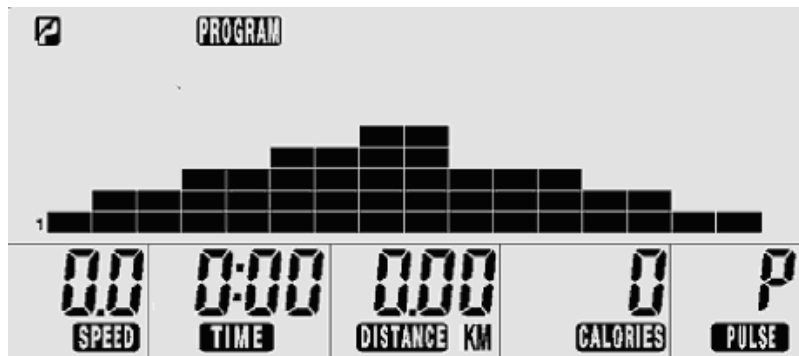 P PROGRAM
1
0.0 0:00 0.00 0 P
SPEED TIME DISTANCE KM CALORIES PULSE